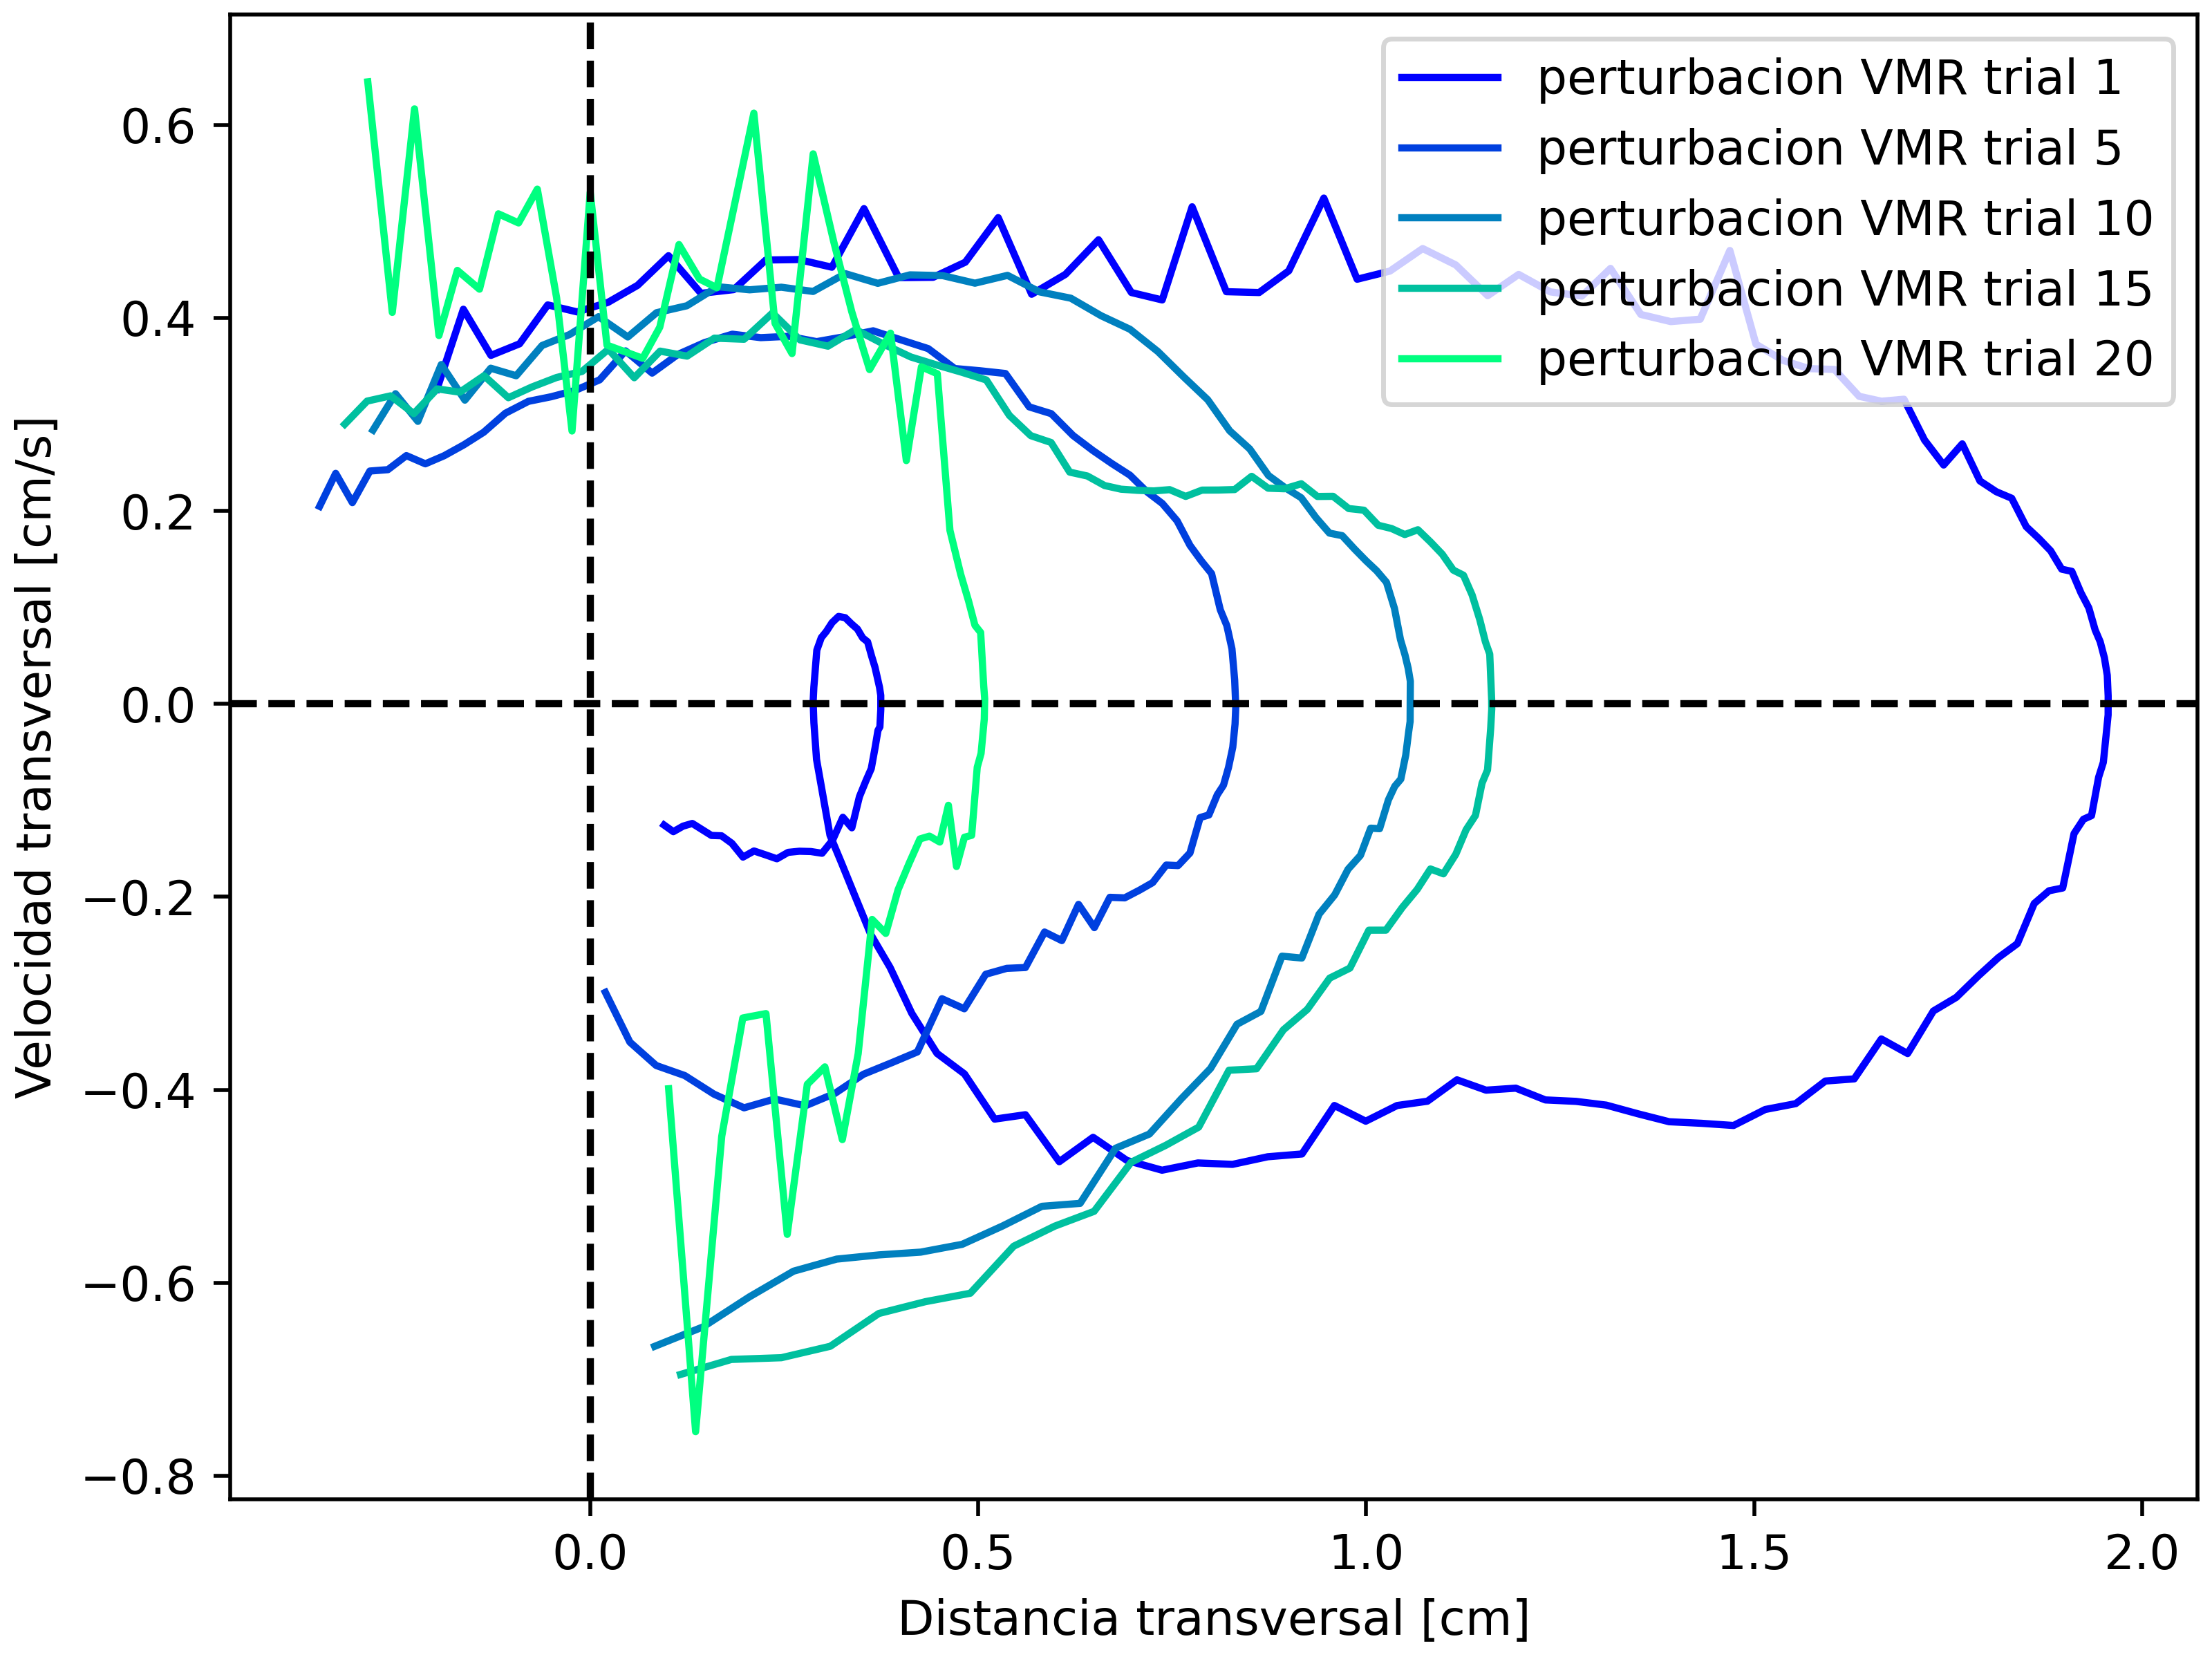 perturbacion VMR trial 1
perturbacion VMR trial 5
perturbacion VMR trial 10
perturbacion VMR trial 15
perturbacion VMR trial 20
Velocidad transversal [cm/s]
0.6
0.4
0.2
0.0
−0.2
−0.4
−0.6
−0.8
0.0 0.5 1.0 1.5 2.0
Distancia transversal [cm]